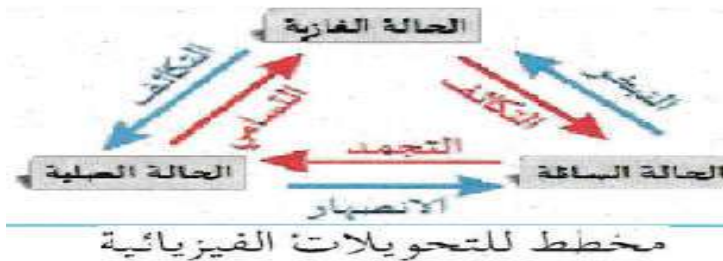 الحالة الغازية
التبخر
التكاثف
التسامي
التكاثف
التجمد
الحالة السائلة
الحالة الصلبة
الانصهار
مخطط للتحويلات الفيزيائية